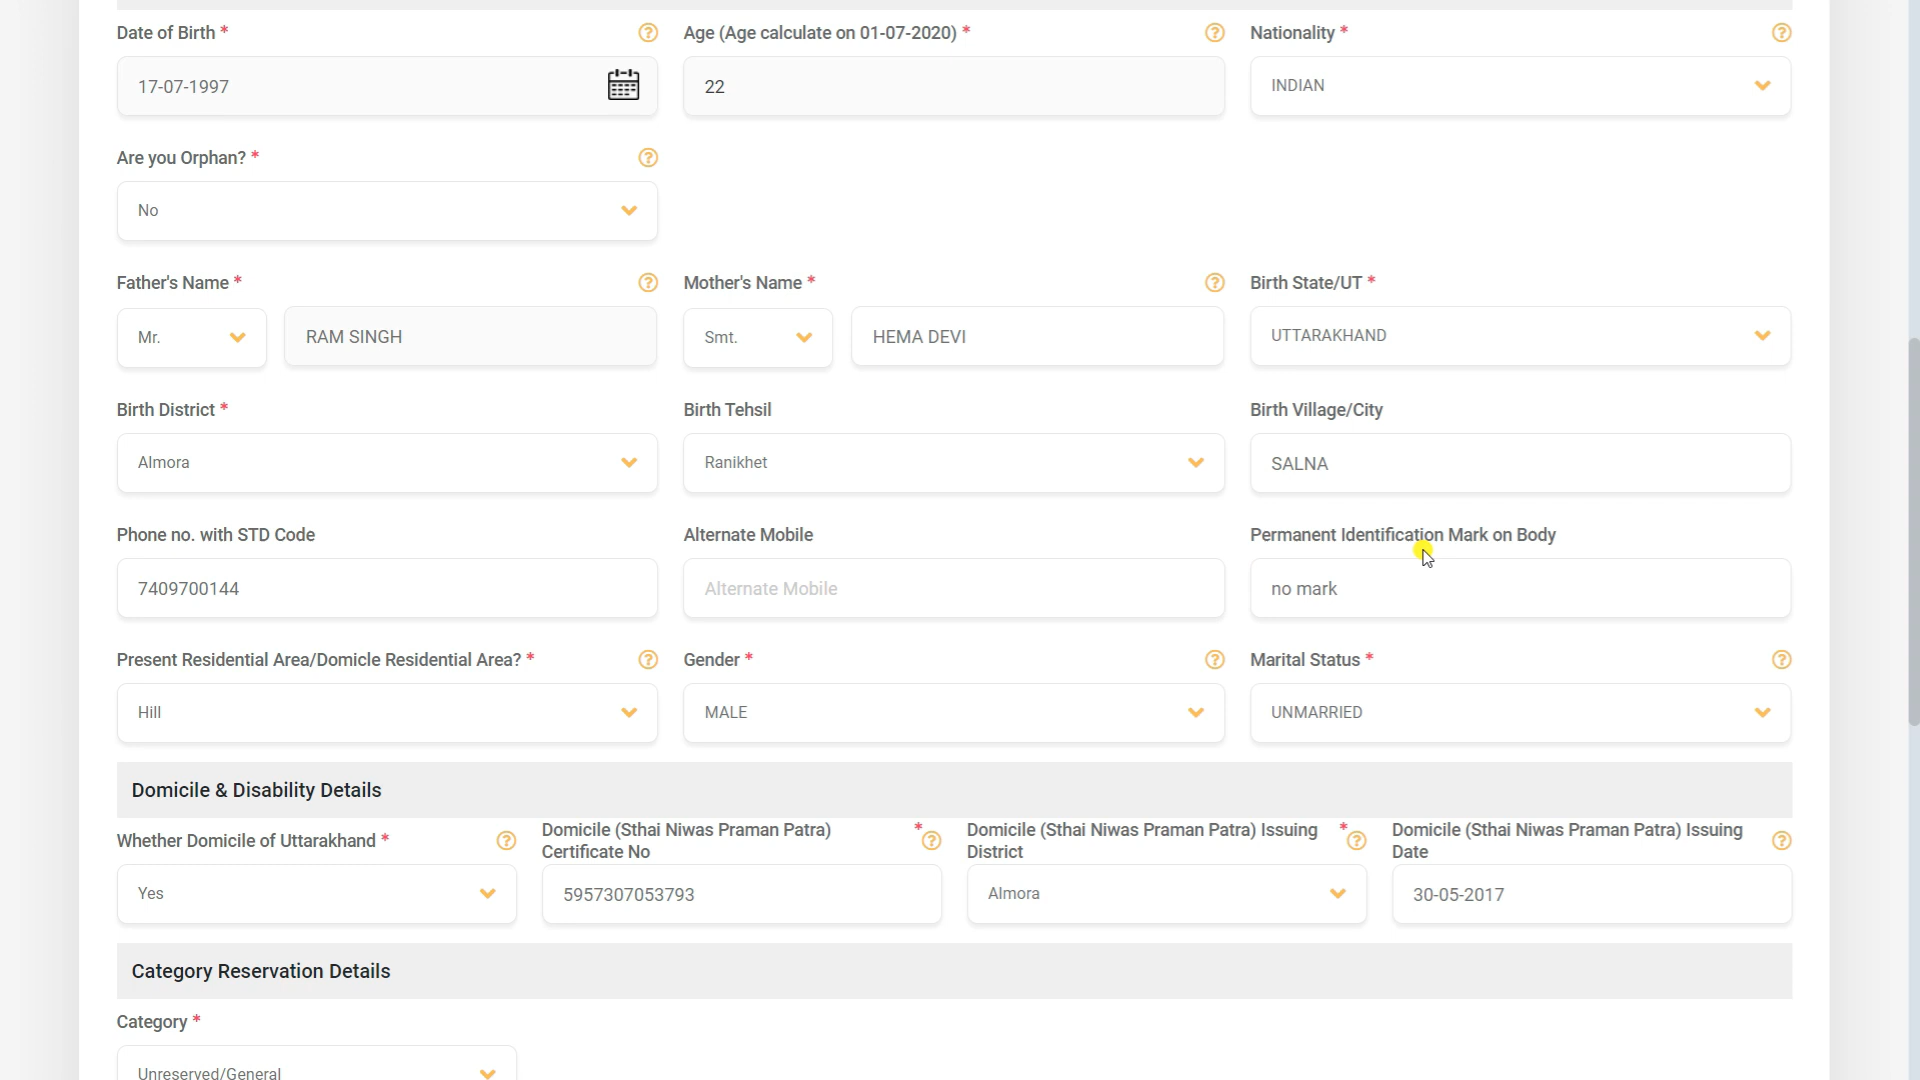 Date of Birth *
Age (Age calculate on 01-07-2020) *
Nationality *
17-07-1997
22
INDIAN
Are you Orphan? *
No
Father's Name *
Mother's Name *
Birth State/UT *
Mr.
RAM SINGH
Smt.
HEMA DEVI
UTTARAKHAND
Birth District *
Birth Tehsil
Birth Village/City
Almora
Ranikhet
SALNA
Phone no. with STD Code
Alternate Mobile
Permanent Identification Mark on Body
7409700144
Alternate Mobile
no mark
Present Residential Area/Domicle Residential Area? *
Gender *
Marital Status *
Hill
MALE
UNMARRIED
Domicile & Disability Details
Whether Domicile of Uttarakhand *
Domicile (Sthai Niwas Praman Patra) *
Certificate No
Domicile (Sthai Niwas Praman Patra) Issuing *
District
Domicile (Sthai Niwas Praman Patra) Issuing
Date
Yes
5957307053793
Almora
30-05-2017
Category Reservation Details
Category *
Unreserved/General